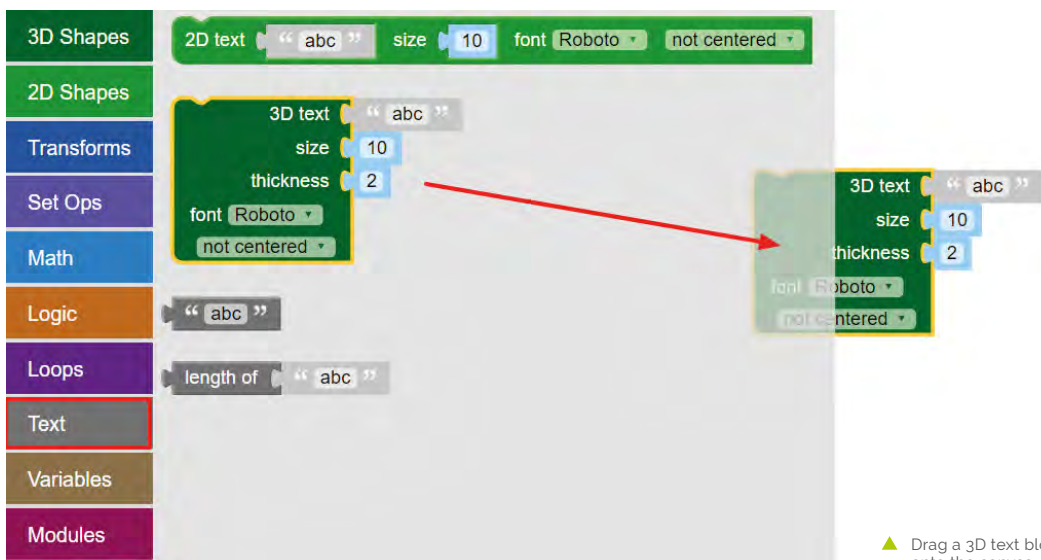 3D Shapes
2D Shapes
Transforms
Set Ops
Math
Logic
Loops
Text
Variables
Modules
2D text “ abc ” size 10 font Roboto not centered
3D text “ abc ”
size 10
thickness 2
font Roboto
not centered
“ abc ”
length of “ abc ”
3D text “ abc ”
size 10
thickness 2
font Roboto
not centered
Drag a 3D text